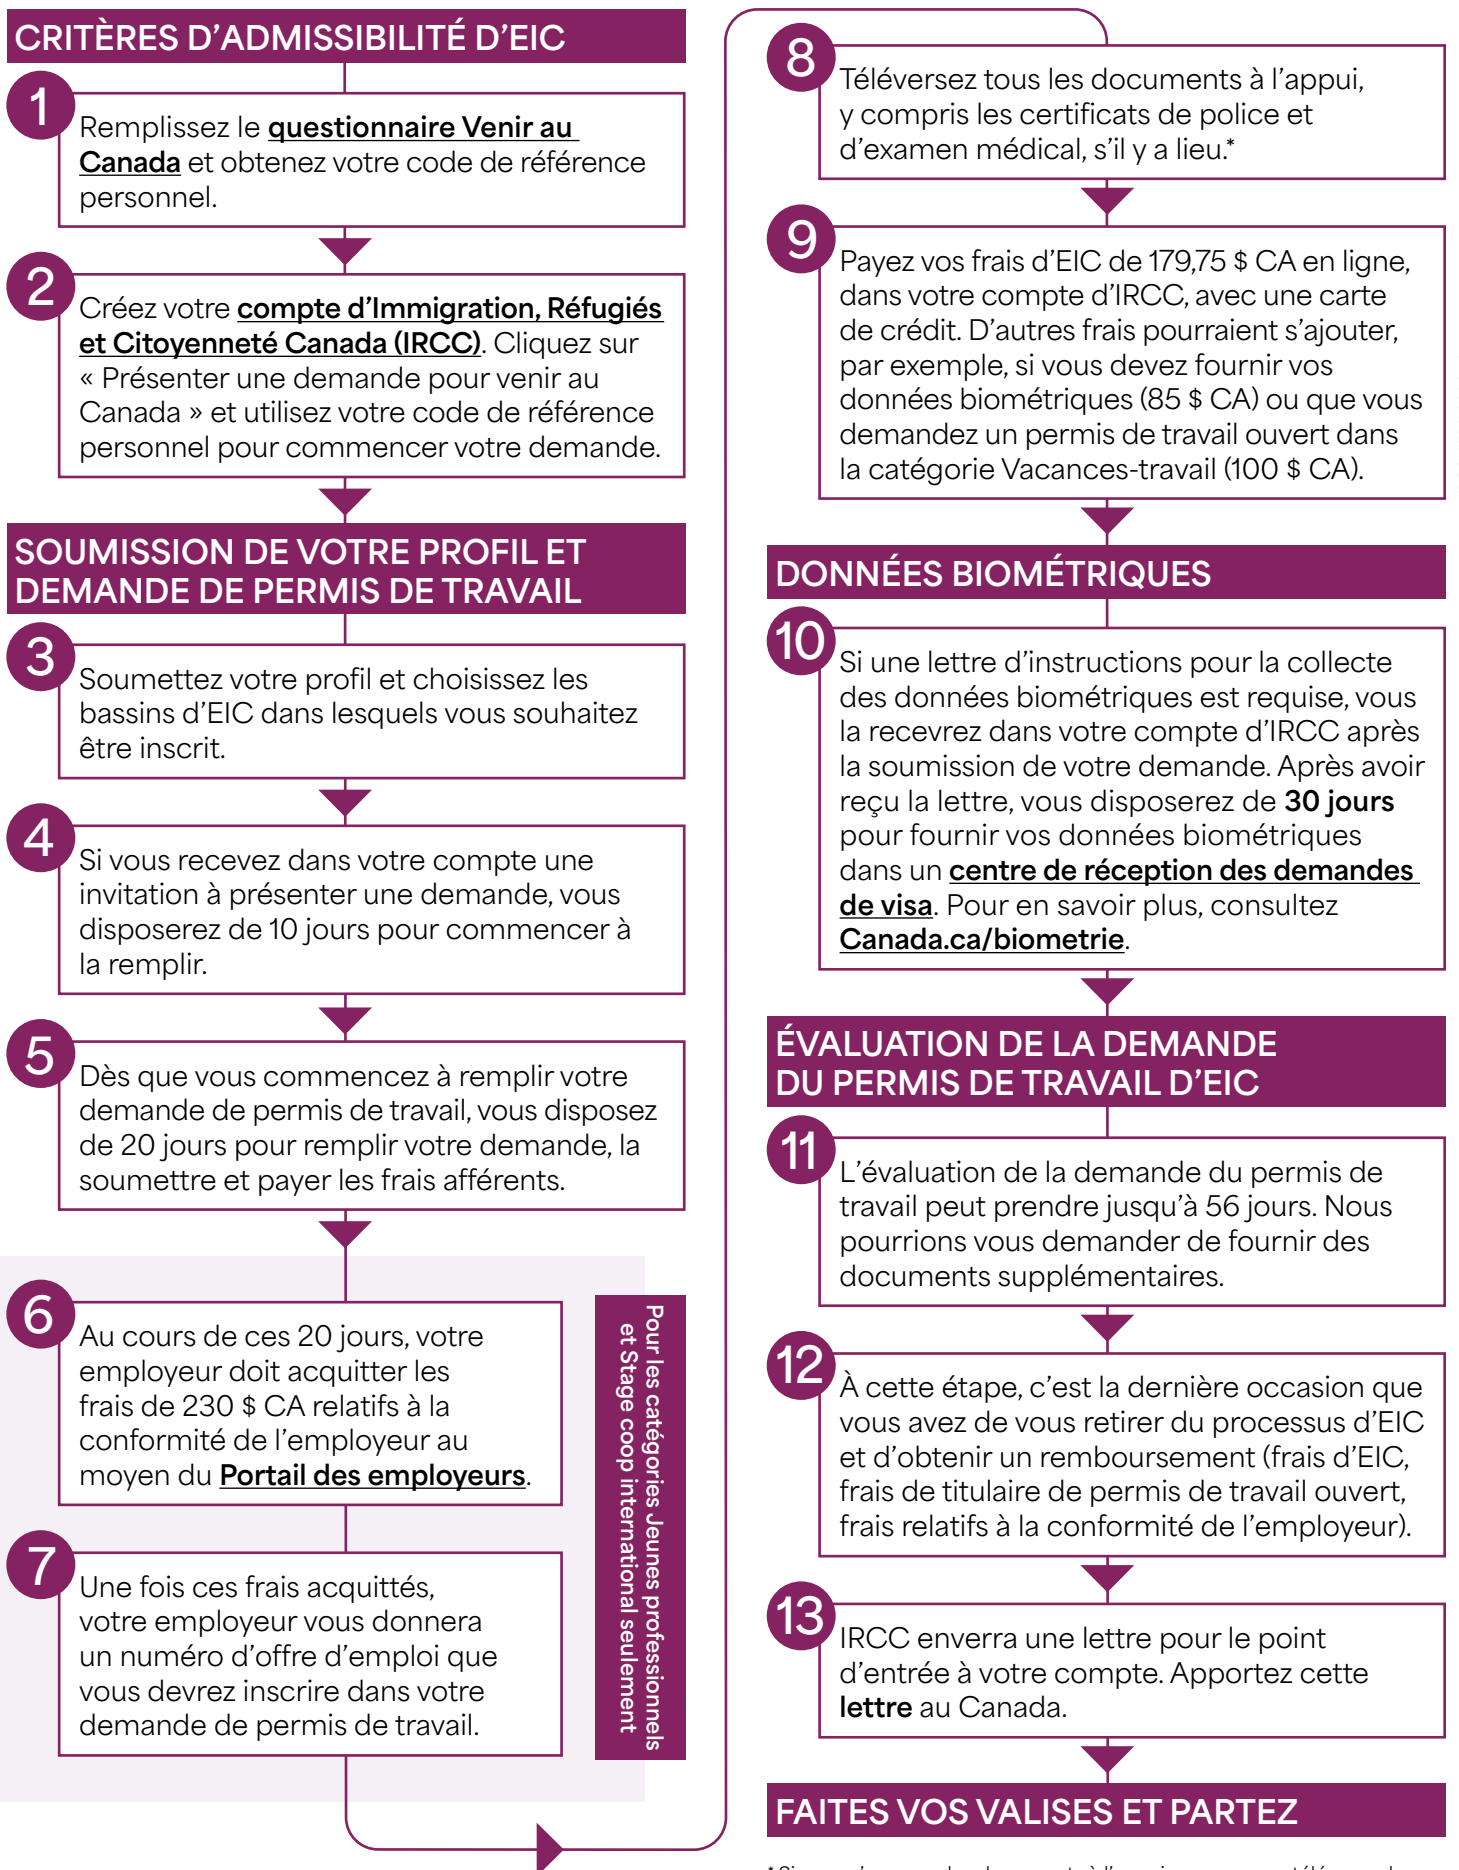 CRITÈRES D'ADMISSIBILITÉ D'EIC
1
Remplissez le questionnaire Venir au
Canada et obtenez votre code de référence
personnel.
2
Créez votre compte d'Immigration, Réfugiés
et Citoyenneté Canada (IRCC). Cliquez sur
« Présenter une demande pour venir au
Canada » et utilisez votre code de référence
personnel pour commencer votre demande.
SOUMISSION DE VOTRE PROFIL ET
DEMANDE DE PERMIS DE TRAVAIL
3
Soumettez votre profil et choisissez les
bassins d'EIC dans lesquels vous souhaitez
être inscrit.
4
Si vous recevez dans votre compte une
invitation à présenter une demande, vous
disposerez de 10 jours pour commencer à
la remplir.
5
Dès que vous commencez à remplir votre
demande de permis de travail, vous disposez
de 20 jours pour remplir votre demande, la
soumettre et payer les frais afférents.
6
Au cours de ces 20 jours, votre
employeur doit acquitter les
frais de 230 $ CA relatifs à la
conformité de l'employeur au
moyen du Portail des employeurs.
7
Une fois ces frais acquittés,
votre employeur vous donnera
un numéro d'offre d'emploi que
vous devrez inscrire dans votre
demande de permis de travail.
Pour les catégories Jeunes professionnels
et Stage coop international seulement
8
Téléversez tous les documents à l'appui,
y compris les certificats de police et
d'examen médical, s'il y a lieu.*
9
Payez vos frais d'EIC de 179,75 $ CA en ligne,
dans votre compte d'IRCC, avec une carte
de crédit. D'autres frais pourraient s'ajouter,
par exemple, si vous devez fournir vos
données biométriques (85 $ CA) ou que vous
demandez un permis de travail ouvert dans
la catégorie Vacances-travail (100 $ CA).
DONNÉES BIOMÉTRIQUES
10
Si une lettre d'instructions pour la collecte
des données biométriques est requise, vous
la recevrez dans votre compte d'IRCC après
la soumission de votre demande. Après avoir
reçu la lettre, vous disposerez de 30 jours
pour fournir vos données biométriques
dans un centre de réception des demandes
de visa. Pour en savoir plus, consultez
Canada.ca/biometrie.
ÉVALUATION DE LA DEMANDE
DU PERMIS DE TRAVAIL D'EIC
11
L'évaluation de la demande du permis de
travail peut prendre jusqu'à 56 jours. Nous
pourrions vous demander de fournir des
documents supplémentaires.
12
À cette étape, c'est la dernière occasion que
vous avez de vous retirer du processus d'EIC
et d'obtenir un remboursement (frais d'EIC,
frais de titulaire de permis de travail ouvert,
frais relatifs à la conformité de l'employeur).
13
IRCC enverra une lettre pour le point
d'entrée à votre compte. Apportez cette
lettre au Canada.
FAITES VOS VALISES ET PARTEZ